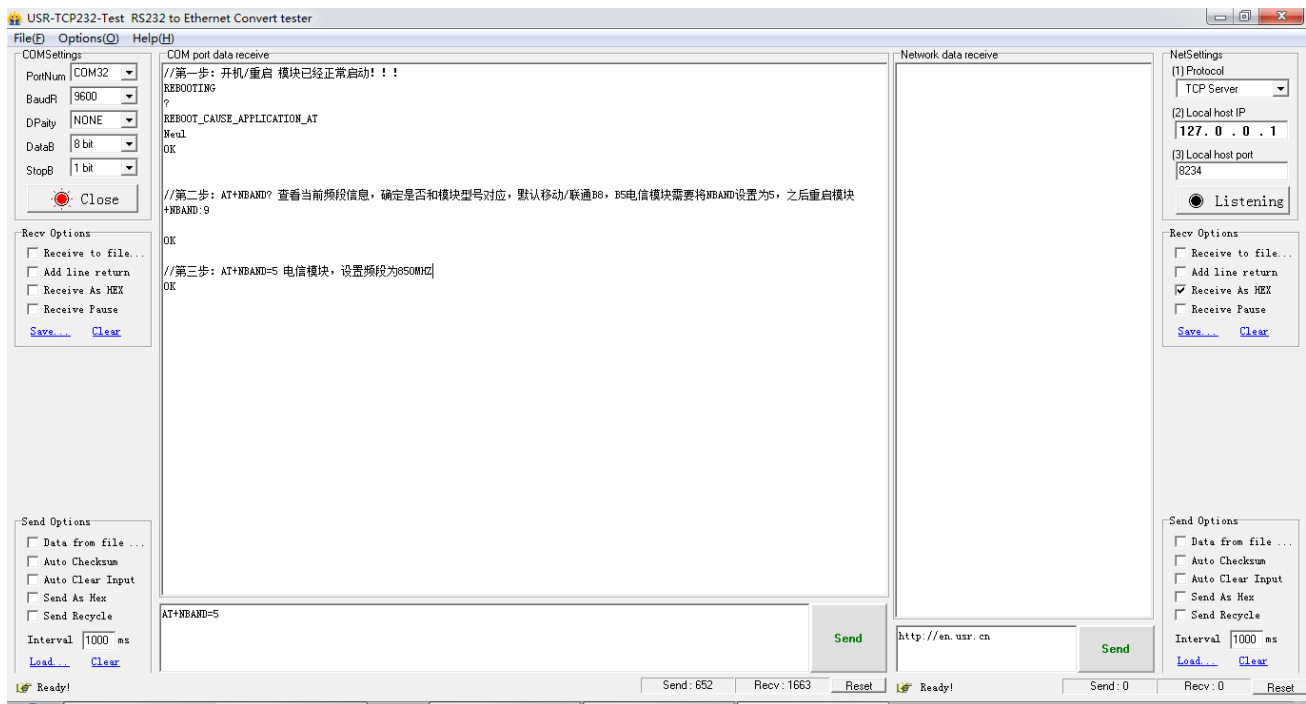 USR-TCP232-Test RS232 to Ethernet Convert tester
File(F) Options(O) Help(H)
COMSettings
PortNum COM32
BaudR 9600
DPaity NONE
DataB 8 bit
StopB 1 bit
Close
Recv Options
Receive to file...
Add line return
Receive As HEX
Receive Pause
Save... Clear
Send Options
Data from file ...
Auto Checksum
Auto Clear Input
Send As Hex
Send Recycle
Interval 1000 ms
Load... Clear
Ready!
COM port data receive
//第一步：开机/重启 模块已经正常启动！！！
REBOOTING
?
REBOOT_CAUSE_APPLICATION_AT
Neul
OK
//第二步：AT+NBAND? 查看当前频段信息，确定是否和模块型号对应，默认移动/联通B8，B5电信模块需要将NBAND设置为5，之后重启模块
+NBAND:9
OK
//第三步：AT+NBAND=5 电信模块，设置频段为850MHZ
OK
AT+NBAND=5
Send
Send : 652 Recv : 1663 Reset
Network data receive
http://en.usr.cn
Send
Ready! Send : 0 Recv : 0 Reset
NetSettings
(1) Protocol
TCP Server
(2) Local host IP
127. 0 . 0 . 1
(3) Local host port
8234
Listening
Recv Options
Receive to file...
Add line return
Receive As HEX
Receive Pause
Save... Clear
Send Options
Data from file ...
Auto Checksum
Auto Clear Input
Send As Hex
Send Recycle
Interval 1000 ms
Load... Clear